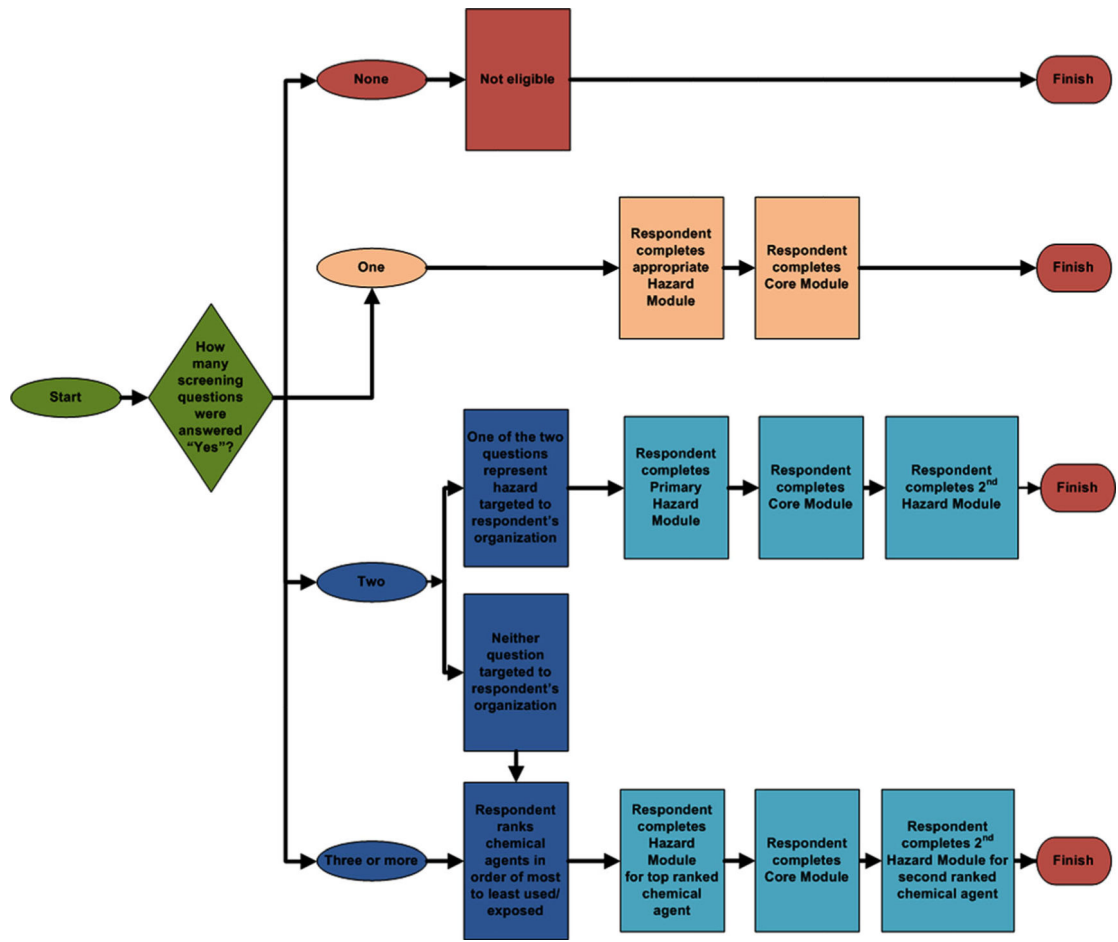 None
Not eligible
Finish
One
Respondent
completes
appropriate
Hazard
Module
Respondent
completes
Core Module
Finish
Start
How
many
screening
questions
were
answered
“Yes”?
One of the two
questions
represent
hazard
targeted to
respondent’s
organization
Respondent
completes
Primary
Hazard
Module
Respondent
completes
Core Module
Respondent
completes 2nd
Hazard Module
Finish
Two
Neither
question
targeted to
respondent’s
organization
Three or more
Respondent
ranks
chemical
agents in
order of most
to least used/
exposed
Respondent
completes
Hazard
Module
for top ranked
chemical
agent
Respondent
completes
Core Module
Respondent
completes 2nd
Hazard Module for
second ranked
chemical agent
Finish